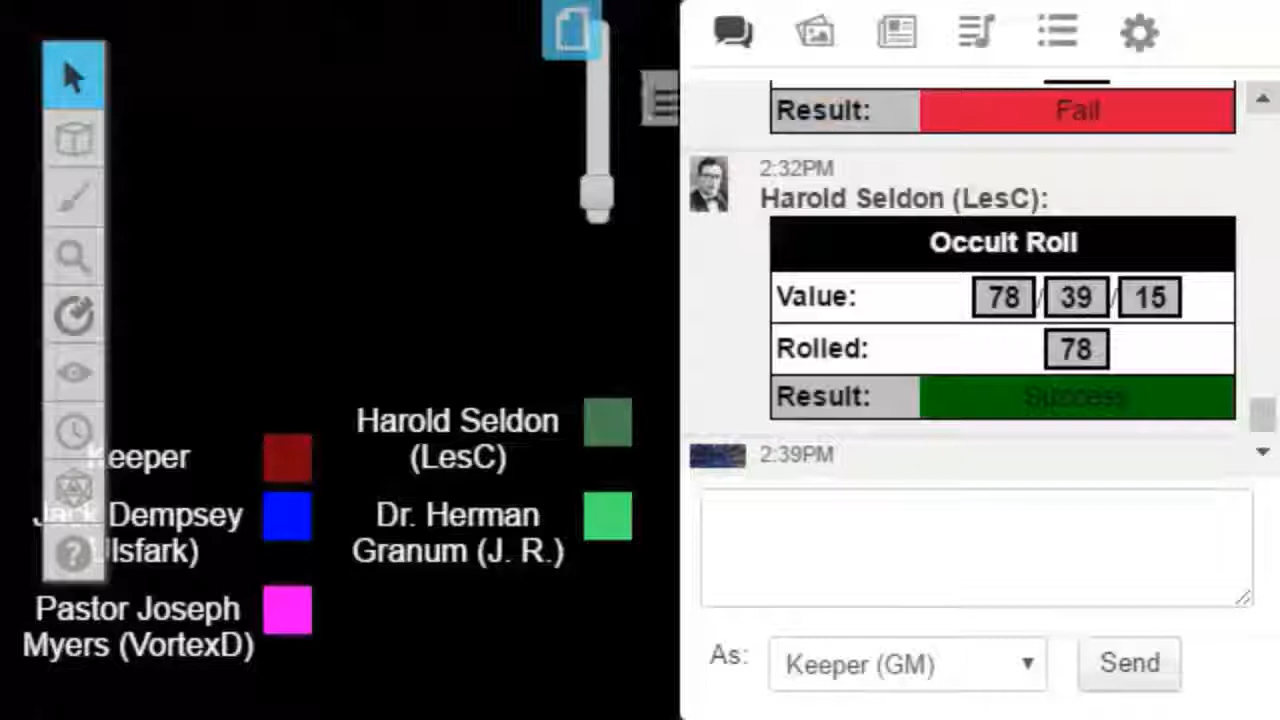 Result: Fail
2:32PM
Harold Seldon (LesC):
Occult Roll
Value: 78 / 39 / 15
Rolled: 78
Result: Success
2:39PM
As: Keeper (GM) Send
Keeper
Harold Seldon
(LesC)
Dempsey
Dr. Herman
Granum (J. R.)
Pastor Joseph
Myers (VortexD)